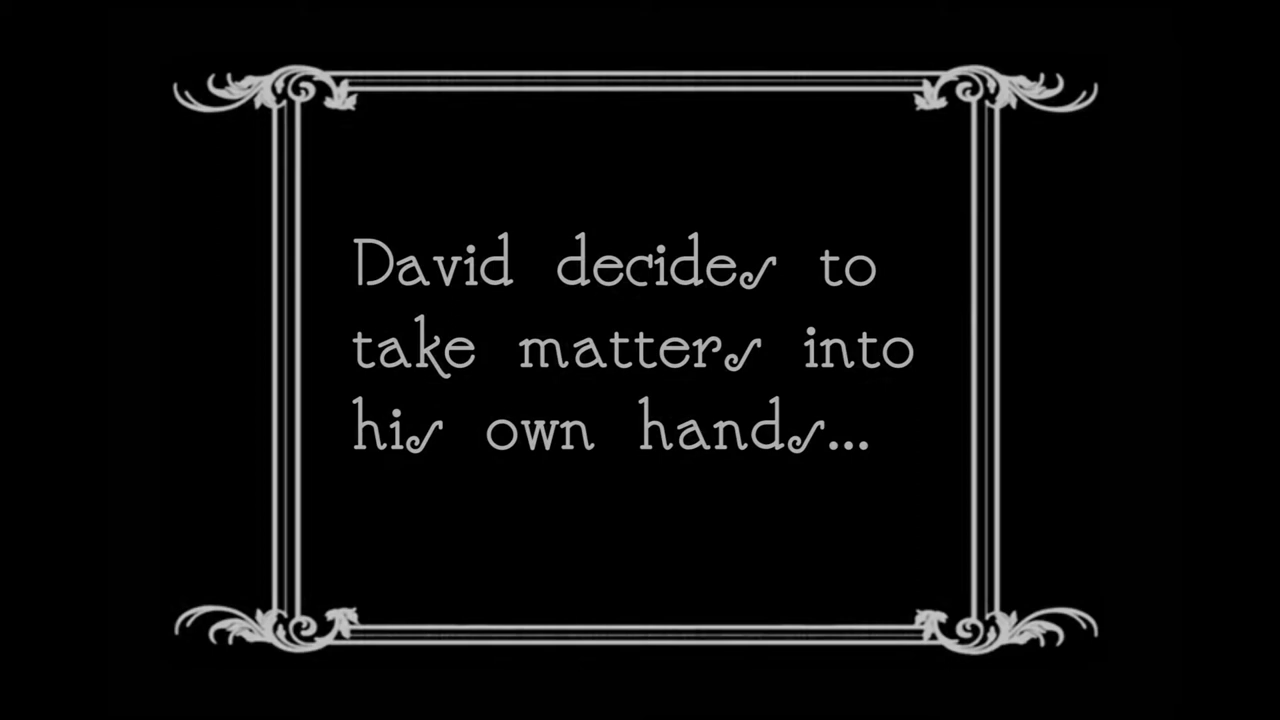 David decides to
take matters into
his own hands...